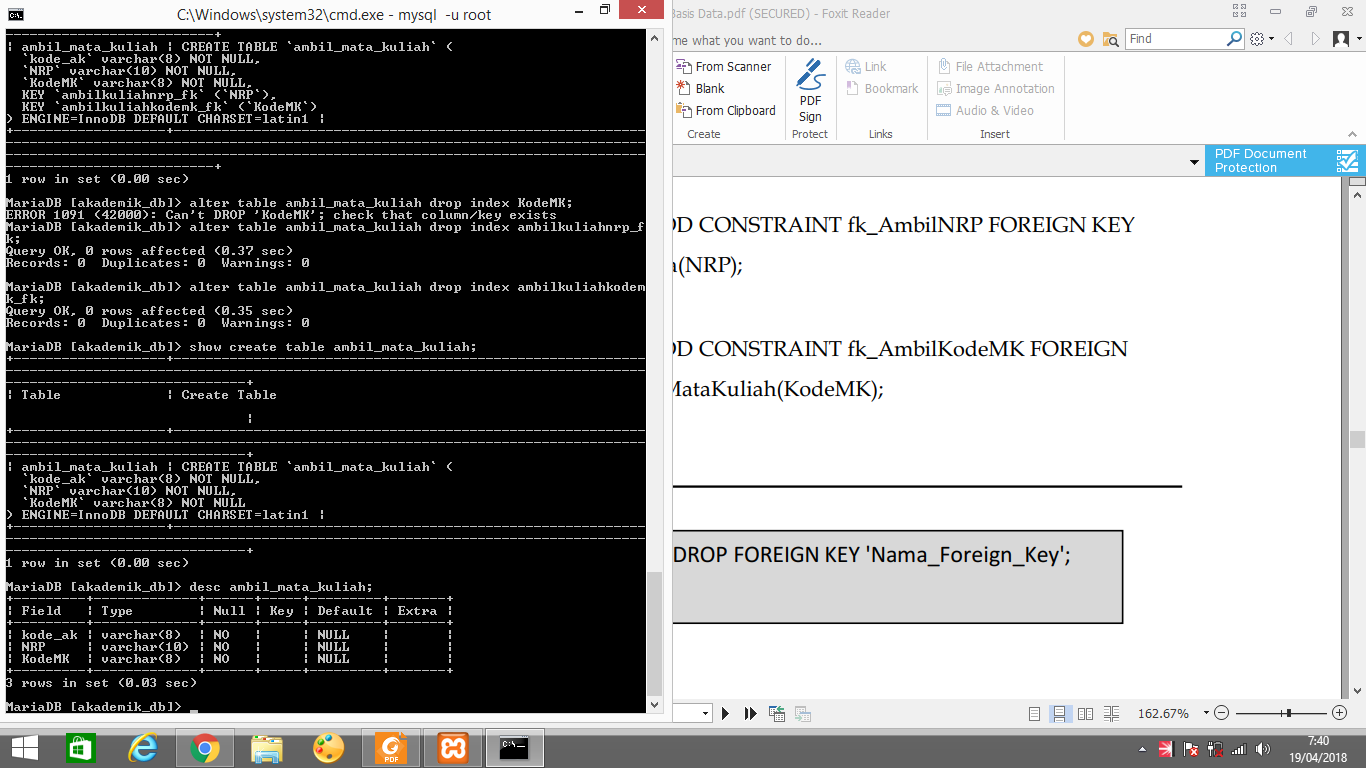 C:\Windows\system32\cmd.exe - mysql  -u root
| ambil_mata_kuliah | CREATE TABLE `ambil_mata_kuliah` (
`kode_ak` varchar(8) NOT NULL,
`NRP` varchar(10) NOT NULL,
`KodeMK` varchar(8) NOT NULL,
KEY `ambilkuliahnrp_fk` (`NRP`),
KEY `ambilkuliahkodemk_fk` (`KodeMK`)
) ENGINE=InnoDB DEFAULT CHARSET=latin1 |
1 row in set (0.00 sec)
MariaDB [akademik_db]> alter table ambil_mata_kuliah drop index KodeMK;
ERROR 1091 (42000): Can't DROP 'KodeMK'; check that column/key exists
MariaDB [akademik_db]> alter table ambil_mata_kuliah drop index ambilkuliahnrp_f
k;
Query OK, 0 rows affected (0.37 sec)
Records: 0  Duplicates: 0  Warnings: 0
MariaDB [akademik_db]> alter table ambil_mata_kuliah drop index ambilkuliahkodem
k_fk;
Query OK, 0 rows affected (0.35 sec)
Records: 0  Duplicates: 0  Warnings: 0
MariaDB [akademik_db]> show create table ambil_mata_kuliah;
| Table | Create Table
|
| ambil_mata_kuliah | CREATE TABLE `ambil_mata_kuliah` (
`kode_ak` varchar(8) NOT NULL,
`NRP` varchar(10) NOT NULL,
`KodeMK` varchar(8) NOT NULL
) ENGINE=InnoDB DEFAULT CHARSET=latin1 |
1 row in set (0.00 sec)
MariaDB [akademik_db]> desc ambil_mata_kuliah;
| Field | Type | Null | Key | Default | Extra |
| kode_ak | varchar(8) | NO | | NULL | |
| NRP | varchar(10) | NO | | NULL | |
| KodeMK | varchar(8) | NO | | NULL | |
3 rows in set (0.03 sec)
MariaDB [akademik_db]> _
Basis Data.pdf (SECURED) - Foxit Reader
me what you want to do...
Find
From Scanner
Blank
From Clipboard
Create
PDF
Sign
Protect
Link
Bookmark
Links
File Attachment
Image Annotation
Audio & Video
Insert
PDF Document
Protection
DD CONSTRAINT fk_AmbilNRP FOREIGN KEY
a(NRP);
DD CONSTRAINT fk_AmbilKodeMK FOREIGN
MataKuliah(KodeMK);
DROP FOREIGN KEY 'Nama_Foreign_Key';
162.67%
PDF
C:\
7:40
19/04/2018